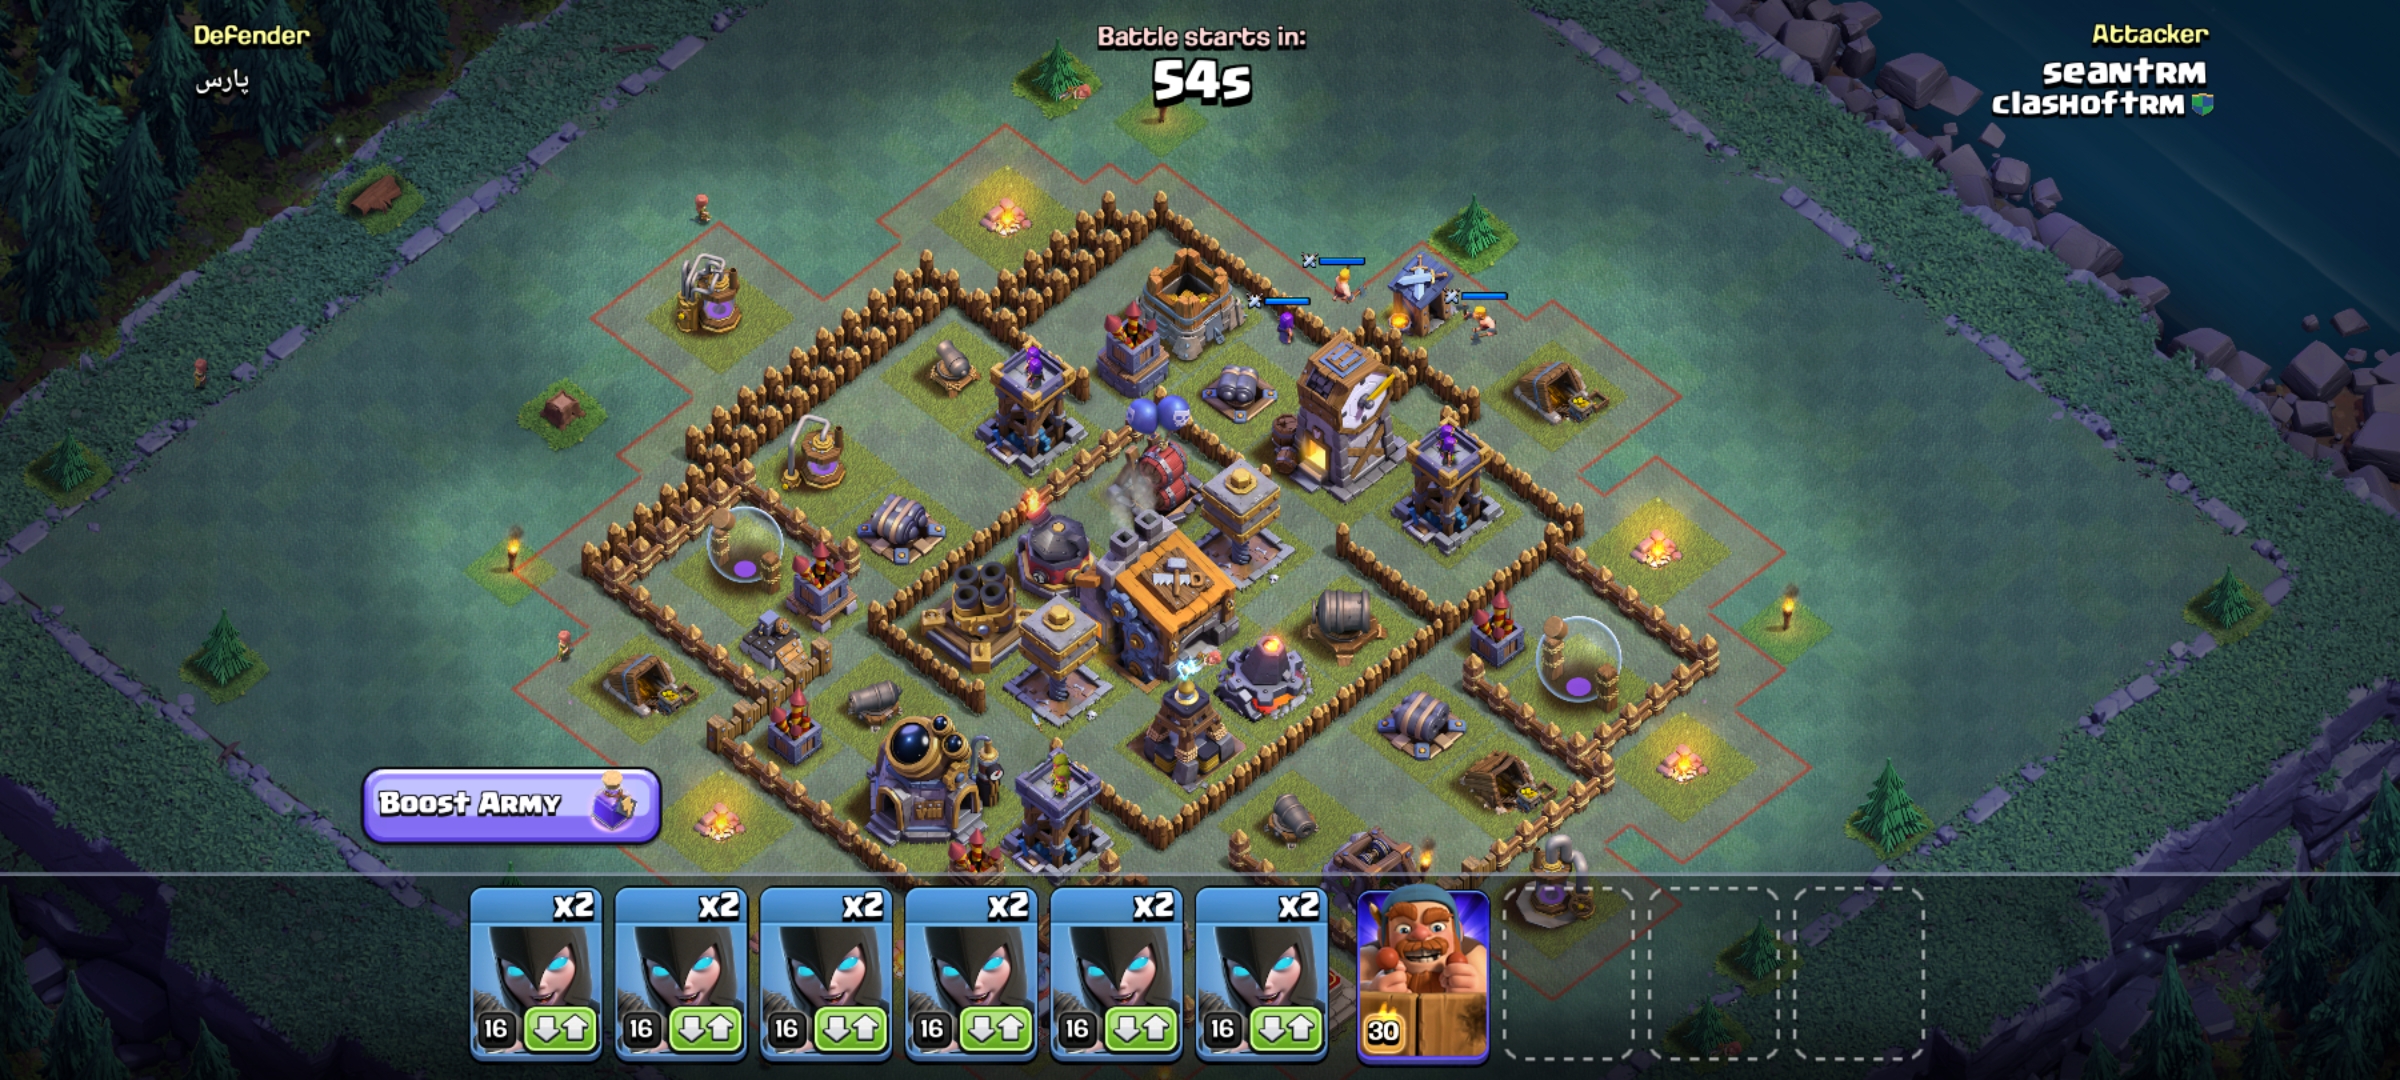 Defender
پارس
Battle starts in:
54s
Attacker
seantRM
clashoftRM
Boost Army
x2
x2
x2
x2
x2
x2
16
16
16
16
16
16
30